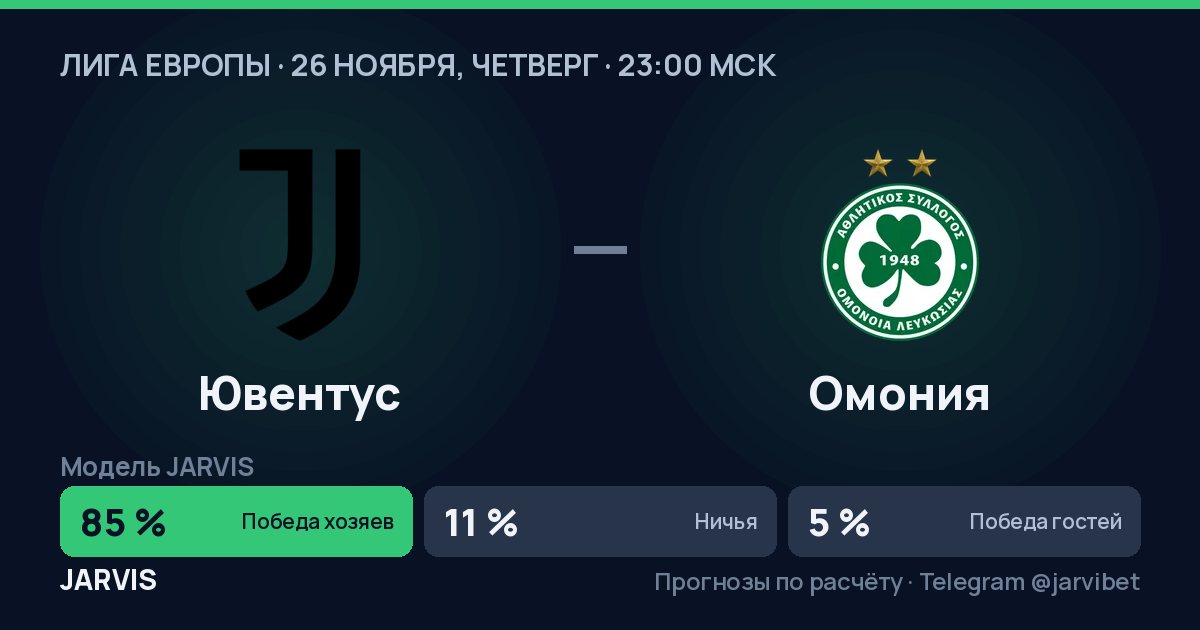 ЛИГА ЕВРОПЫ · 26 НОЯБРЯ, ЧЕТВЕРГ · 23:00 МСК
ΑΘΛΗΤΙΚΟΣ ΣΥΛΛΟΓΟΣ
1948
ΟΜΟΝΟΙΑ ΛΕΥΚΩΣΙΑΣ
Ювентус — Омония
Модель JARVIS
85 % Победа хозяев 11 % Ничья 5 % Победа гостей
JARVIS Прогнозы по расчёту · Telegram @jarvibet